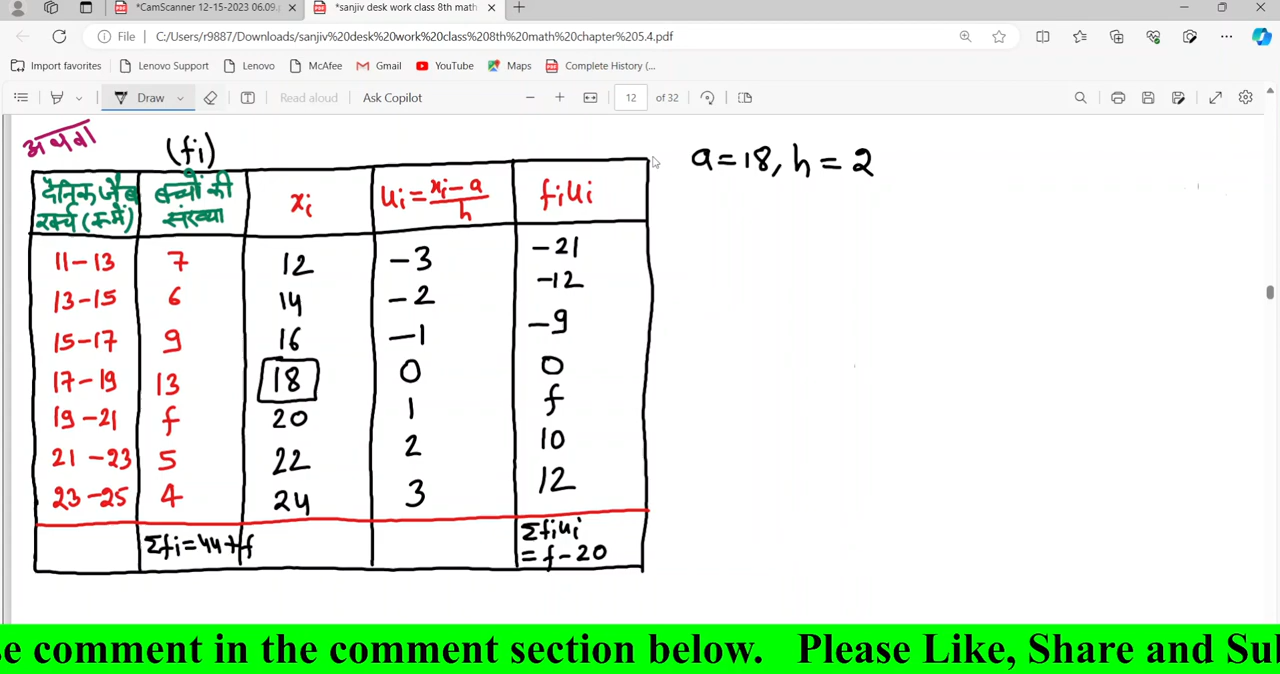 *CamScanner 12-15-2023 06.09.
*sanjiv desk work class 8th math
File
C:/Users/r9887/Downloads/sanjiv%20desk%20work%20class%208th%20math%20chapter%205.4.pdf
Import favorites
Lenovo Support
Lenovo
McAfee
Gmail
YouTube
Maps
Complete History (...
Draw
Read aloud
Ask Copilot
12 of 32
अथवा
(fi)
a=18, h=2
दैनिक जेब खर्च (रु में) बच्चों की संख्या xi ui = xi-a/h fiui
11-13 7 12 -3 -21
13-15 6 14 -2 -12
15-17 9 16 -1 -9
17-19 13 18 0 0
19-21 f 20 1 f
21-23 5 22 2 10
23-25 4 24 3 12
Σfi=44+f Σfiui = f-20
se comment in the comment section below. Please Like, Share and Su